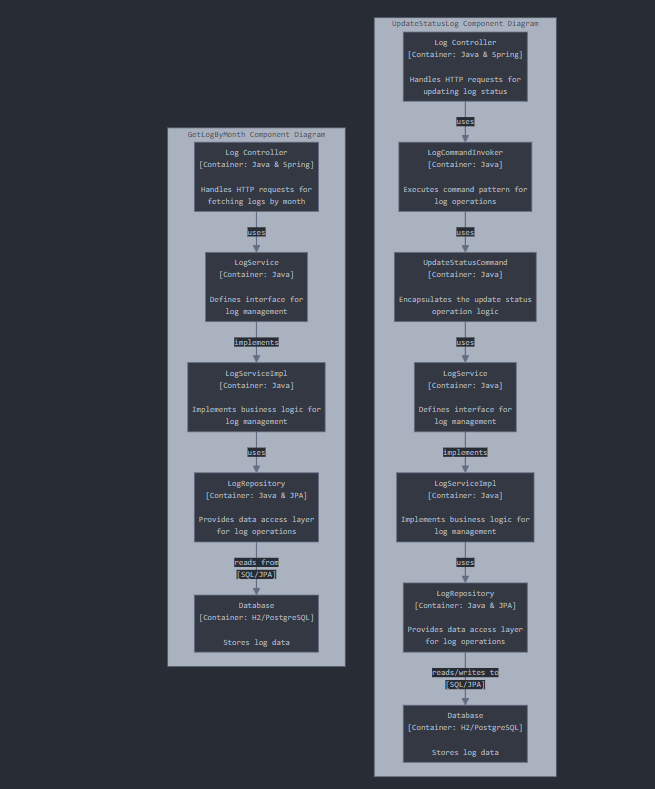 GetLogByMonth Component Diagram
Log Controller
[Container: Java & Spring]
Handles HTTP requests for
fetching logs by month
uses
LogService
[Container: Java]
Defines interface for
log management
implements
LogServiceImpl
[Container: Java]
Implements business logic for
log management
uses
LogRepository
[Container: Java & JPA]
Provides data access layer
for log operations
reads from
[SQL/JPA]
Database
[Container: H2/PostgreSQL]
Stores log data
UpdateStatusLog Component Diagram
Log Controller
[Container: Java & Spring]
Handles HTTP requests for
updating log status
uses
LogCommandInvoker
[Container: Java]
Executes command pattern for
log operations
uses
UpdateStatusCommand
[Container: Java]
Encapsulates the update status
operation logic
uses
LogService
[Container: Java]
Defines interface for
log management
implements
LogServiceImpl
[Container: Java]
Implements business logic for
log management
uses
LogRepository
[Container: Java & JPA]
Provides data access layer
for log operations
reads/writes to
[SQL/JPA]
Database
[Container: H2/PostgreSQL]
Stores log data